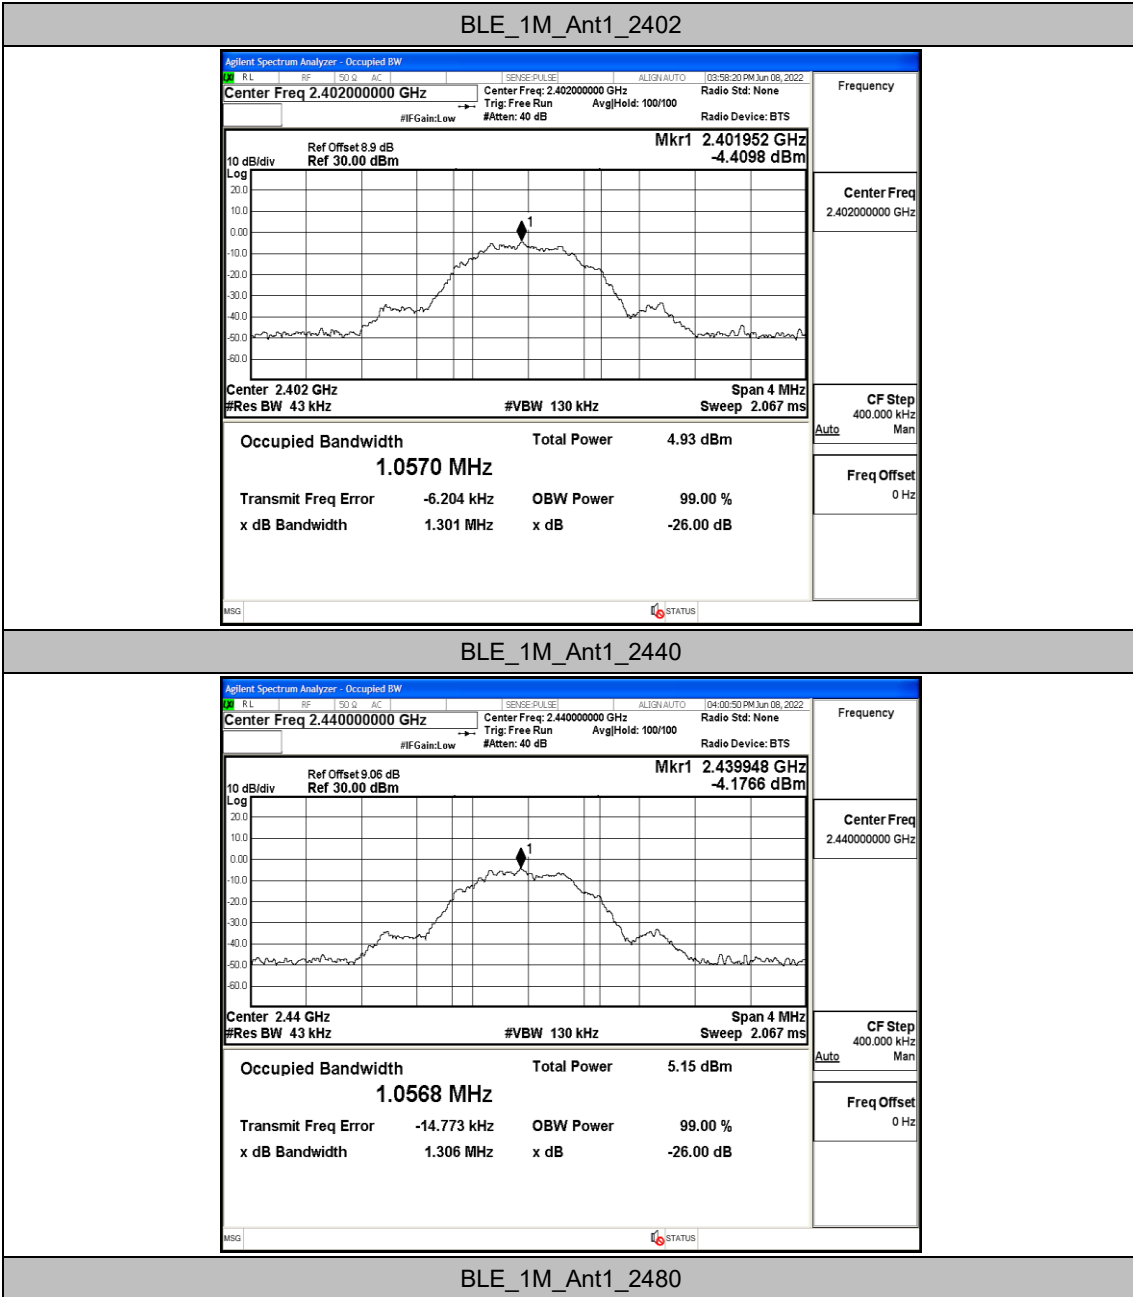 BLE_1M_Ant1_2402
Agilent Spectrum Analyzer - Occupied BW
LXI RL RF 50 Ω AC SENSE:PULSE ALIGNAUTO 03:58:20 PM Jun 08, 2022
Center Freq 2.402000000 GHz Center Freq: 2.402000000 GHz Radio Std: None
Trig: Free Run Avg|Hold: 100/100
#IFGain:Low #Atten: 40 dB Radio Device: BTS
Frequency
Mkr1 2.401952 GHz
-4.4098 dBm
Ref Offset 8.9 dB
10 dB/div Ref 30.00 dBm
Log
20.0
10.0
0.00
-10.0
-20.0
-30.0
-40.0
-50.0
-60.0
1
Center Freq
2.402000000 GHz
Center 2.402 GHz Span 4 MHz
#Res BW 43 kHz #VBW 130 kHz Sweep 2.067 ms
CF Step
400.000 kHz
Auto Man
Occupied Bandwidth Total Power 4.93 dBm
1.0570 MHz
Transmit Freq Error -6.204 kHz OBW Power 99.00 %
x dB Bandwidth 1.301 MHz x dB -26.00 dB
Freq Offset
0 Hz
MSG STATUS
BLE_1M_Ant1_2440
Agilent Spectrum Analyzer - Occupied BW
LXI RL RF 50 Ω AC SENSE:PULSE ALIGNAUTO 04:00:50 PM Jun 08, 2022
Center Freq 2.440000000 GHz Center Freq: 2.440000000 GHz Radio Std: None
Trig: Free Run Avg|Hold: 100/100
#IFGain:Low #Atten: 40 dB Radio Device: BTS
Frequency
Mkr1 2.439948 GHz
-4.1766 dBm
Ref Offset 9.06 dB
10 dB/div Ref 30.00 dBm
Log
20.0
10.0
0.00
-10.0
-20.0
-30.0
-40.0
-50.0
-60.0
1
Center Freq
2.440000000 GHz
Center 2.44 GHz Span 4 MHz
#Res BW 43 kHz #VBW 130 kHz Sweep 2.067 ms
CF Step
400.000 kHz
Auto Man
Occupied Bandwidth Total Power 5.15 dBm
1.0568 MHz
Transmit Freq Error -14.773 kHz OBW Power 99.00 %
x dB Bandwidth 1.306 MHz x dB -26.00 dB
Freq Offset
0 Hz
MSG STATUS
BLE_1M_Ant1_2480